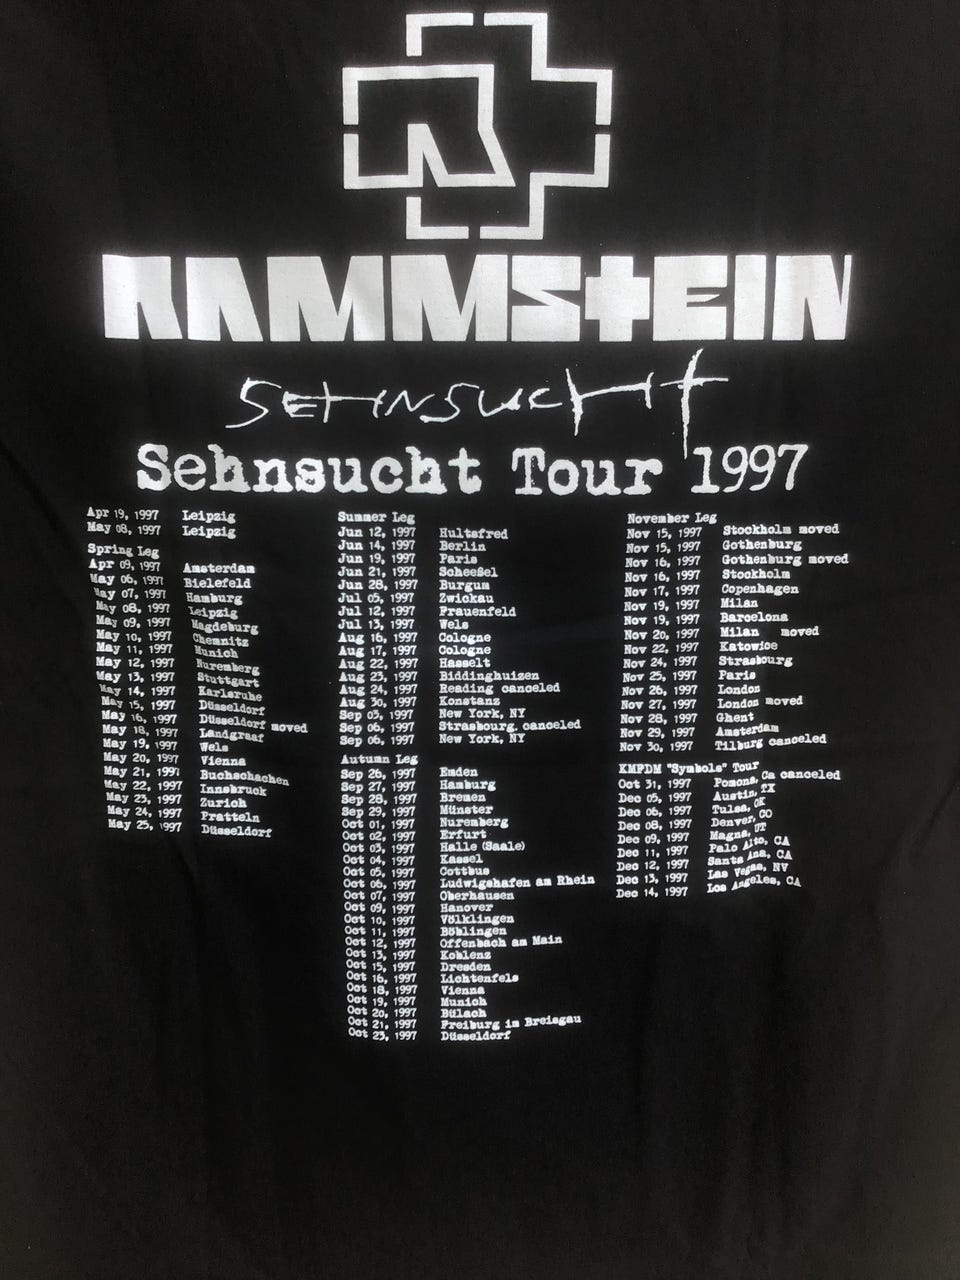 RAMMSTEIN
SEHNSUCHT
Sehnsucht Tour 1997
Apr 19, 1997 Leipzig
May 08, 1997 Leipzig
Spring Leg
Apr 09, 1997 Amsterdam
May 06, 1997 Bielefeld
May 07, 1997 Hamburg
May 08, 1997 Leipzig
May 09, 1997 Magdeburg
May 10, 1997 Chemnitz
May 11, 1997 Munich
May 12, 1997 Nuremberg
May 13, 1997 Stuttgart
May 14, 1997 Karlsruhe
May 15, 1997 Düsseldorf
May 16, 1997 Düsseldorf moved
May 18, 1997 Landgraaf
May 19, 1997 Wels
May 20, 1997 Vienna
May 21, 1997 Buchschachen
May 22, 1997 Innsbruck
May 23, 1997 Zurich
May 24, 1997 Pratteln
May 25, 1997 Düsseldorf
Summer Leg
Jun 12, 1997 Hultsfred
Jun 14, 1997 Berlin
Jun 19, 1997 Paris
Jun 21, 1997 Scheeßel
Jun 28, 1997 Burgum
Jul 05, 1997 Zwickau
Jul 12, 1997 Frauenfeld
Jul 13, 1997 Wels
Aug 16, 1997 Cologne
Aug 17, 1997 Cologne
Aug 22, 1997 Hasselt
Aug 23, 1997 Biddinghuizen
Aug 24, 1997 Reading canceled
Aug 30, 1997 Konstanz
Sep 05, 1997 New York, NY
Sep 06, 1997 Strasbourg, canceled
Sep 06, 1997 New York, NY
Autumn Leg
Sep 26, 1997 Emden
Sep 27, 1997 Hamburg
Sep 28, 1997 Bremen
Sep 29, 1997 Münster
Oct 01, 1997 Nuremberg
Oct 02, 1997 Erfurt
Oct 03, 1997 Halle (Saale)
Oct 04, 1997 Kassel
Oct 05, 1997 Cottbus
Oct 06, 1997 Ludwigshafen am Rhein
Oct 07, 1997 Oberhausen
Oct 09, 1997 Hanover
Oct 10, 1997 Völklingen
Oct 11, 1997 Böblingen
Oct 12, 1997 Offenbach am Main
Oct 13, 1997 Koblenz
Oct 15, 1997 Dresden
Oct 16, 1997 Lichtenfels
Oct 18, 1997 Vienna
Oct 19, 1997 Munich
Oct 20, 1997 Bülach
Oct 21, 1997 Freiburg im Breisgau
Oct 23, 1997 Düsseldorf
November Leg
Nov 15, 1997 Stockholm moved
Nov 15, 1997 Gothenburg
Nov 16, 1997 Gothenburg moved
Nov 16, 1997 Stockholm
Nov 17, 1997 Copenhagen
Nov 19, 1997 Milan
Nov 19, 1997 Barcelona
Nov 20, 1997 Milan moved
Nov 22, 1997 Katowice
Nov 24, 1997 Strasbourg
Nov 25, 1997 Paris
Nov 26, 1997 London
Nov 27, 1997 London moved
Nov 28, 1997 Ghent
Nov 29, 1997 Amsterdam
Nov 30, 1997 Tilburg canceled
KMFDM "Symbols" Tour
Oct 31, 1997 Pomona, Ca canceled
Dec 05, 1997 Austin, TX
Dec 06, 1997 Tulsa, OK
Dec 08, 1997 Denver, CO
Dec 09, 1997 Magna, UT
Dec 11, 1997 Palo Alto, CA
Dec 12, 1997 Santa Ana, CA
Dec 13, 1997 Las Vegas, NV
Dec 14, 1997 Los Angeles, CA